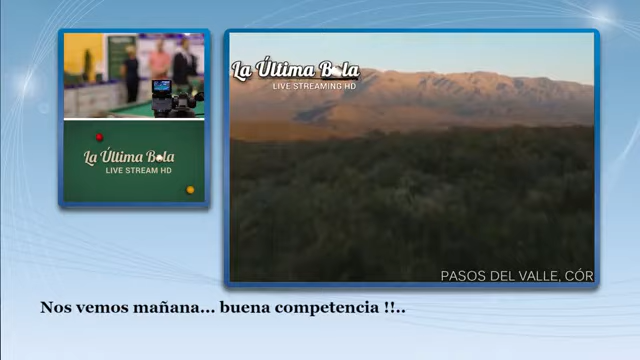 La Última Bola
LIVE STREAMING HD
La Última Bola
LIVE STREAM HD
PASOS DEL VALLE, CÓR
Nos vemos mañana... buena competencia !!..